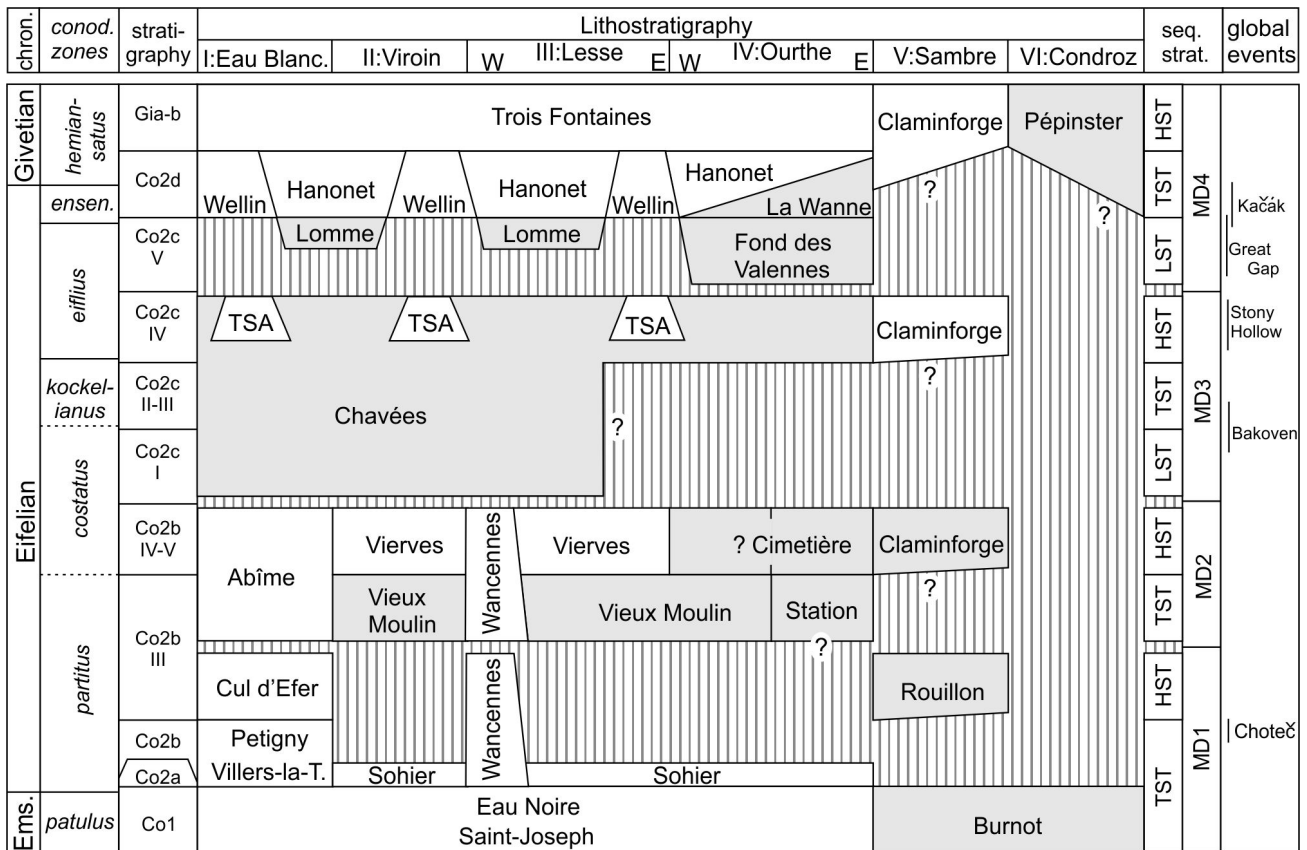 chron.
conod.
zones
strati-
graphy
Lithostratigraphy
I:Eau Blanc.
II:Viroin
W
III:Lesse
E
W
IV:Ourthe
E
V:Sambre
VI:Condroz
seq.
strat.
global
events
Givetian
hemian-
satus
Gia-b
Trois Fontaines
Claminforge
Pépinster
HST
ensen.
Co2d
Wellin
Hanonet
Wellin
Hanonet
Wellin
Hanonet
La Wanne
?
?
TST
MD4
Kačák
Eifelian
eiflius
Co2c
V
Lomme
Lomme
Fond des
Valennes
LST
Great
Gap
Co2c
IV
TSA
TSA
TSA
Claminforge
HST
Stony
Hollow
kockel-
ianus
Co2c
II-III
Chavées
?
?
TST
MD3
Bakoven
costatus
Co2c
I
LST
Co2b
IV-V
Abîme
Vierves
Wancennes
Vierves
? Cimetière
Claminforge
HST
MD2
partitus
Co2b
III
Vieux
Moulin
Vieux Moulin
Station
?
?
TST
Cul d'Efer
Wancennes
Rouillon
HST
Co2b
Petigny
MD1
Choteč
Co2a
Villers-la-T.
Sohier
Sohier
TST
Ems.
patulus
Co1
Eau Noire
Saint-Joseph
Burnot